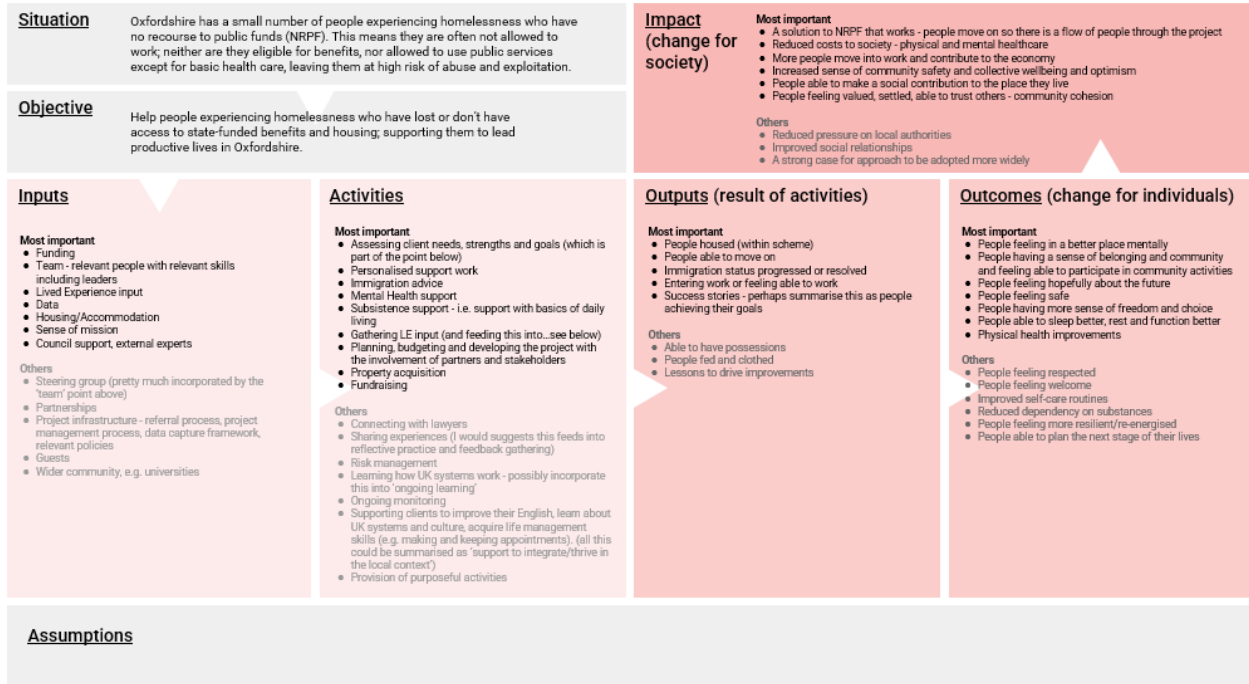 Situation
Oxfordshire has a small number of people experiencing homelessness who have
no recourse to public funds (NRPF). This means they are often not allowed to
work; neither are they eligible for benefits, nor allowed to use public services
except for basic health care, leaving them at high risk of abuse and exploitation.
Objective
Help people experiencing homelessness who have lost or don't have
access to state-funded benefits and housing; supporting them to lead
productive lives in Oxfordshire.
Impact
(change for
society)
Most important
● A solution to NRPF that works - people move on so there is a flow of people through the project
● Reduced costs to society - physical and mental healthcare
● More people move into work and contribute to the economy
● Increased sense of community safety and collective wellbeing and optimism
● People able to make a social contribution to the place they live
● People feeling valued, settled, able to trust others - community cohesion
Others
● Reduced pressure on local authorities
● Improved social relationships
● A strong case for approach to be adopted more widely
Inputs
Most important
● Funding
● Team - relevant people with relevant skills
including leaders
● Lived Experience input
● Data
● Housing/Accommodation
● Sense of mission
● Council support, external experts
Others
● Steering group (pretty much incorporated by the
'team' point above)
● Partnerships
● Project infrastructure - referral process, project
management process, data capture framework,
relevant policies
● Guests
● Wider community, e.g. universities
Activities
Most important
● Assessing client needs, strengths and goals (which is
part of the point below)
● Personalised support work
● Immigration advice
● Mental Health support
● Subsistence support - i.e. support with basics of daily
living
● Gathering LE input (and feeding this into...see below)
● Planning, budgeting and developing the project with
the involvement of partners and stakeholders
● Property acquisition
● Fundraising
Others
● Connecting with lawyers
● Sharing experiences (I would suggests this feeds into
reflective practice and feedback gathering)
● Risk management
● Learning how UK systems work - possibly incorporate
this into 'ongoing learning'
● Ongoing monitoring
● Supporting clients to improve their English, learn about
UK systems and culture, acquire life management
skills (e.g. making and keeping appointments). (all this
could be summarised as 'support to integrate/thrive in
the local context')
● Provision of purposeful activities
Outputs (result of activities)
Most important
● People housed (within scheme)
● People able to move on
● Immigration status progressed or resolved
● Entering work or feeling able to work
● Success stories - perhaps summarise this as people
achieving their goals
Others
● Able to have possessions
● People fed and clothed
● Lessons to drive improvements
Outcomes (change for individuals)
Most important
● People feeling in a better place mentally
● People having a sense of belonging and community
and feeling able to participate in community activities
● People feeling hopefully about the future
● People feeling safe
● People having more sense of freedom and choice
● People able to sleep better, rest and function better
● Physical health improvements
Others
● People feeling respected
● People feeling welcome
● Improved self-care routines
● Reduced dependency on substances
● People feeling more resilient/re-energised
● People able to plan the next stage of their lives
Assumptions